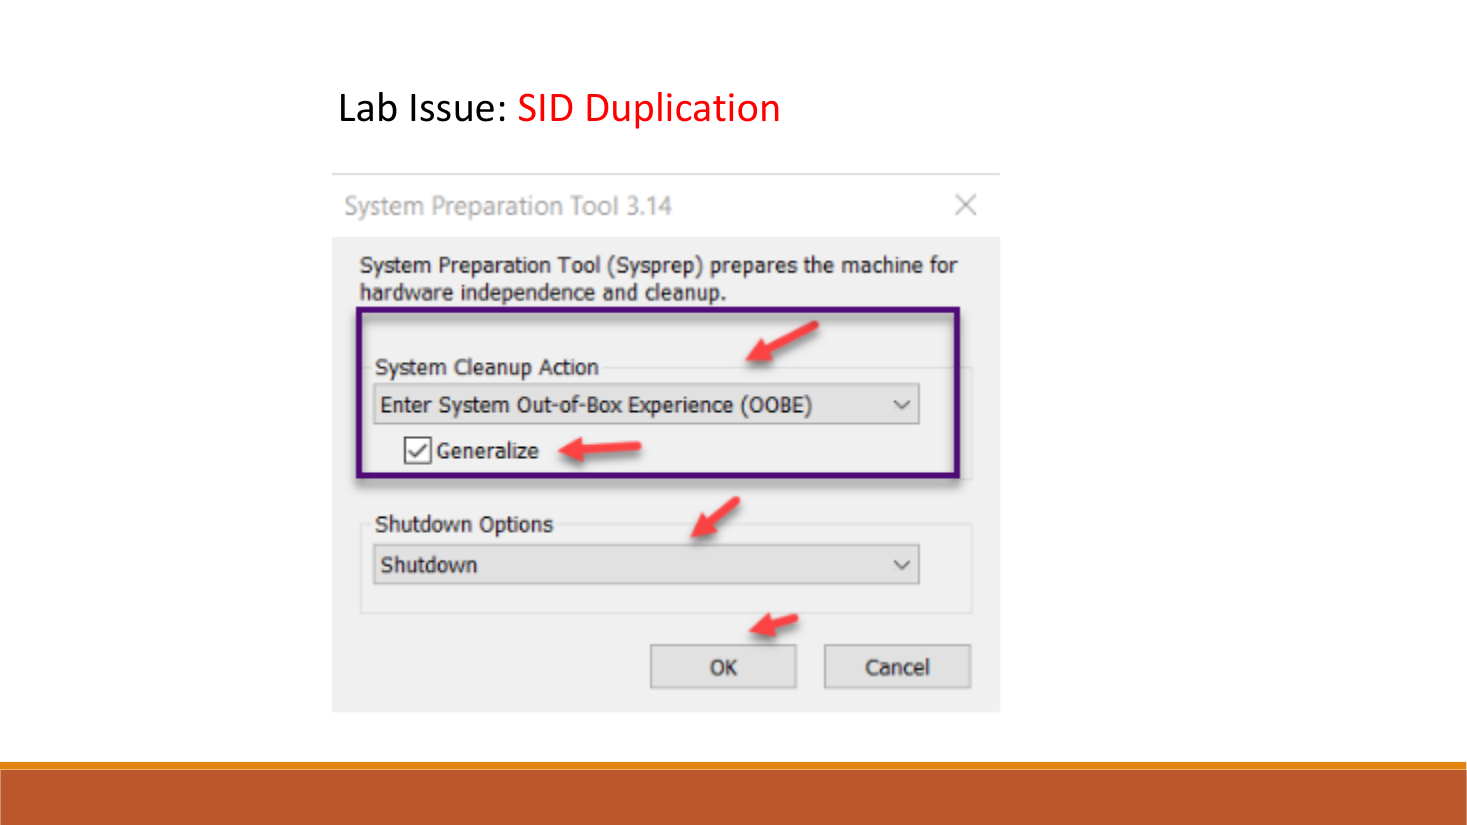 Lab Issue: SID Duplication
System Preparation Tool 3.14
System Preparation Tool (Sysprep) prepares the machine for
hardware independence and cleanup.
System Cleanup Action
Enter System Out-of-Box Experience (OOBE)
Generalize
Shutdown Options
Shutdown
OK Cancel